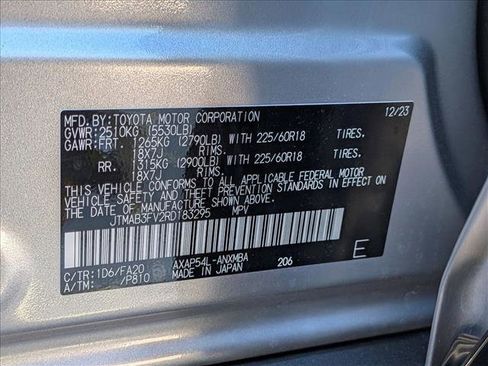 MFD.BY:TOYOTA MOTOR CORPORATION 12/23
GVWR:2510KG (5530LB)
GAWR:FRT. 1265KG (2790LB) WITH 225/60R18 TIRES.
18X7J RIMS.
RR. 1315KG (2900LB) WITH 225/60R18 TIRES.
18X7J RIMS.
THIS VEHICLE CONFORMS TO ALL APPLICABLE FEDERAL MOTOR
VEHICLE SAFETY AND BUMPER STANDARDS IN EFFECT ON
THE DATE OF MANUFACTURE SHOWN ABOVE.
JTMAB3FV2RD183295 MPV
C/TR:1D6/FA20 AXAP54L-ANXMBA 206 E
A/TM: /P810 MADE IN JAPAN